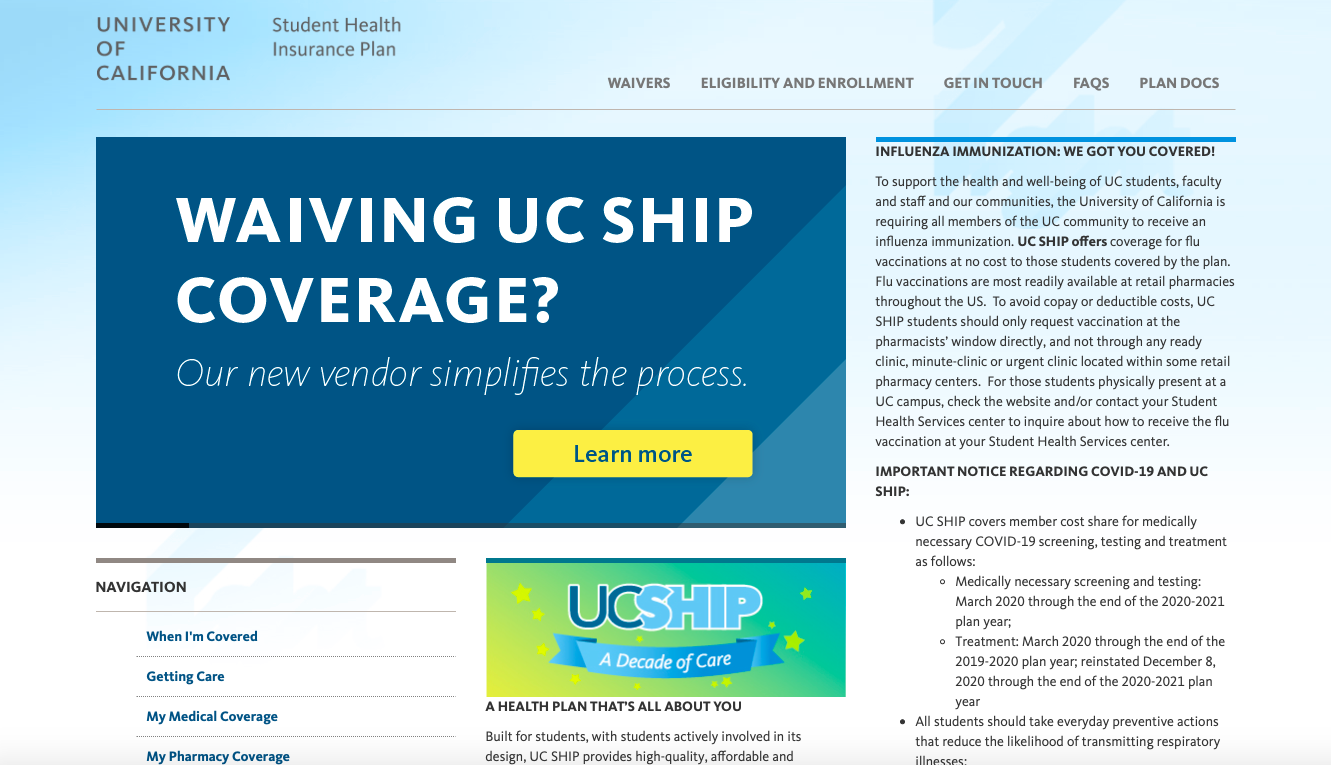 UNIVERSITY
OF
CALIFORNIA
Student Health
Insurance Plan
WAIVERS ELIGIBILITY AND ENROLLMENT GET IN TOUCH FAQS PLAN DOCS
WAIVING UC SHIP
COVERAGE?
Our new vendor simplifies the process.
Learn more
NAVIGATION
When I'm Covered
Getting Care
My Medical Coverage
My Pharmacy Coverage
UCSHIP
A Decade of Care
A HEALTH PLAN THAT'S ALL ABOUT YOU
Built for students, with students actively involved in its
design, UC SHIP provides high-quality, affordable and
INFLUENZA IMMUNIZATION: WE GOT YOU COVERED!
To support the health and well-being of UC students, faculty
and staff and our communities, the University of California is
requiring all members of the UC community to receive an
influenza immunization. UC SHIP offers coverage for flu
vaccinations at no cost to those students covered by the plan.
Flu vaccinations are most readily available at retail pharmacies
throughout the US. To avoid copay or deductible costs, UC
SHIP students should only request vaccination at the
pharmacists' window directly, and not through any ready
clinic, minute-clinic or urgent clinic located within some retail
pharmacy centers. For those students physically present at a
UC campus, check the website and/or contact your Student
Health Services center to inquire about how to receive the flu
vaccination at your Student Health Services center.
IMPORTANT NOTICE REGARDING COVID-19 AND UC
SHIP:
• UC SHIP covers member cost share for medically
necessary COVID-19 screening, testing and treatment
as follows:
◦ Medically necessary screening and testing:
March 2020 through the end of the 2020-2021
plan year;
◦ Treatment: March 2020 through the end of the
2019-2020 plan year; reinstated December 8,
2020 through the end of the 2020-2021 plan
year
• All students should take everyday preventive actions
that reduce the likelihood of transmitting respiratory
illnesses: